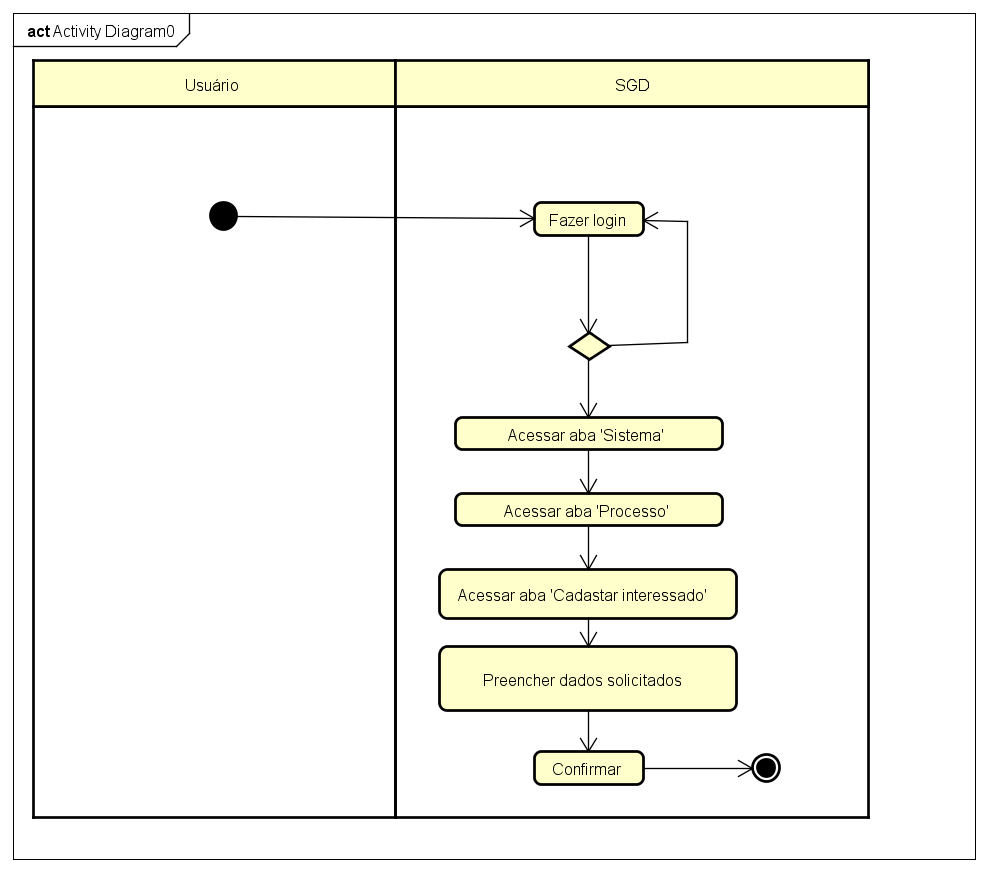 act Activity Diagram0
Usuário
SGD
Fazer login
Acessar aba 'Sistema'
Acessar aba 'Processo'
Acessar aba 'Cadastar interessado'
Preencher dados solicitados
Confirmar